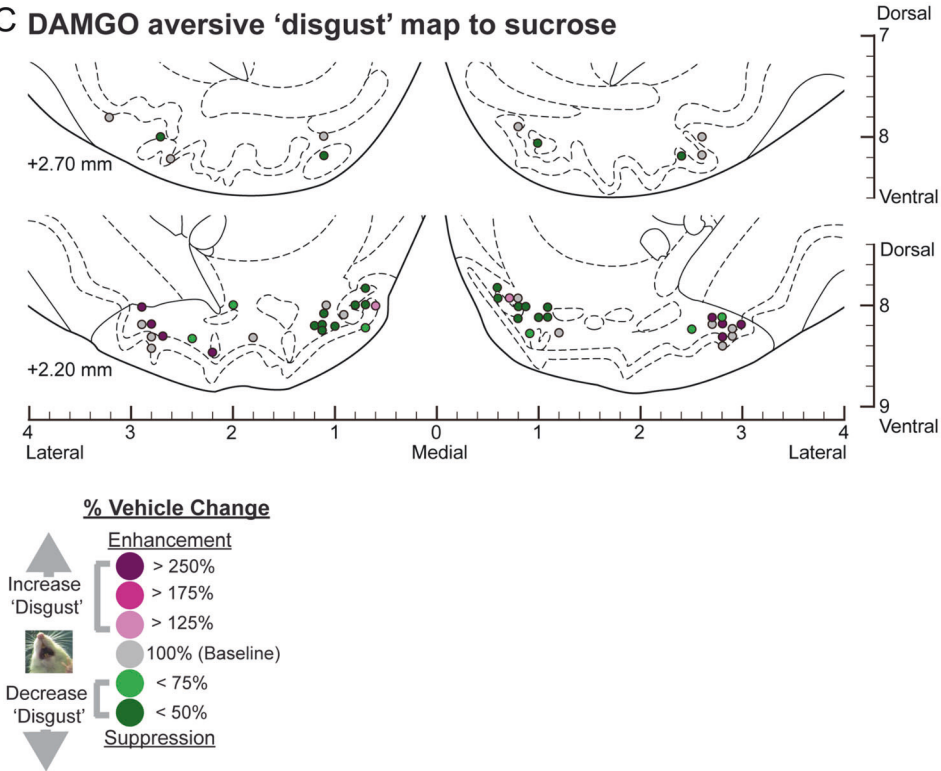 C DAMGO aversive ‘disgust’ map to sucrose
Dorsal
7
8
+2.70 mm
Ventral
Dorsal
8
+2.20 mm
9
4 3 2 1 0 1 2 3 4
Ventral
Lateral Medial Lateral
% Vehicle Change
Enhancement
> 250%
Increase
‘Disgust’
> 175%
> 125%
100% (Baseline)
Decrease
‘Disgust’
< 75%
< 50%
Suppression